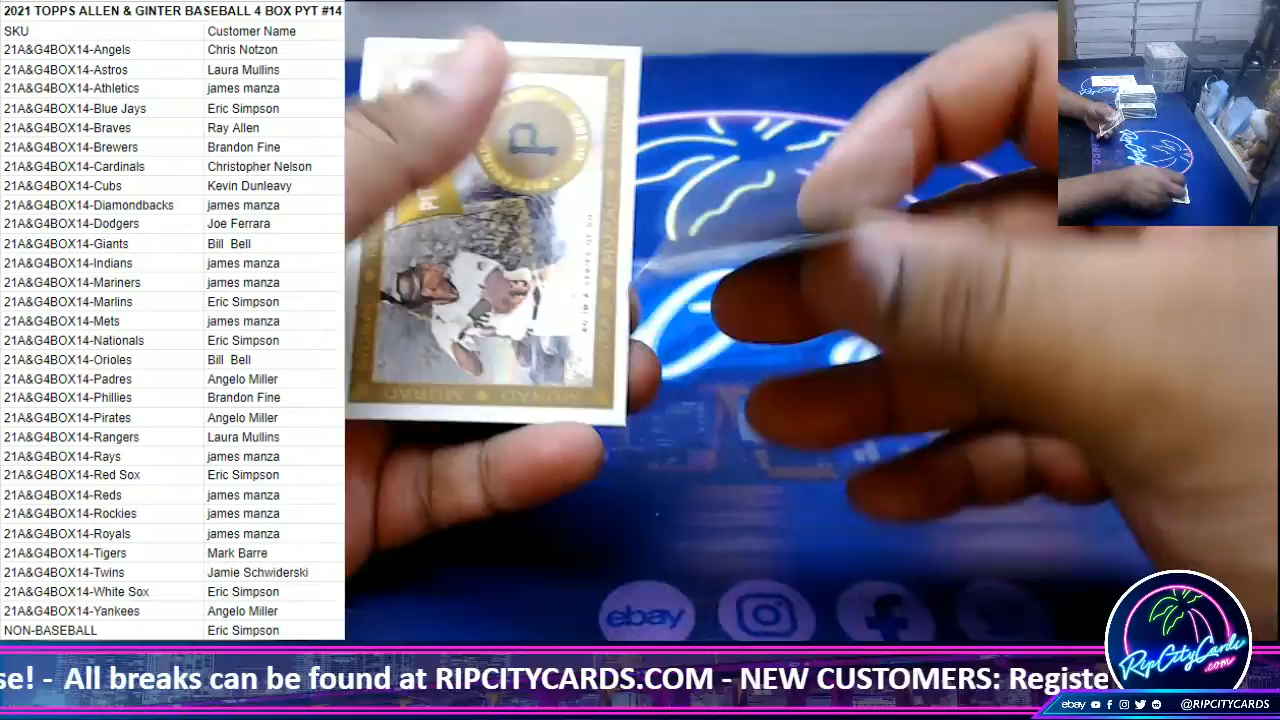 2021 TOPPS ALLEN & GINTER BASEBALL 4 BOX PYT #14
SKU Customer Name
21A&G4BOX14-Angels Chris Notzon
21A&G4BOX14-Astros Laura Mullins
21A&G4BOX14-Athletics james manza
21A&G4BOX14-Blue Jays Eric Simpson
21A&G4BOX14-Braves Ray Allen
21A&G4BOX14-Brewers Brandon Fine
21A&G4BOX14-Cardinals Christopher Nelson
21A&G4BOX14-Cubs Kevin Dunleavy
21A&G4BOX14-Diamondbacks james manza
21A&G4BOX14-Dodgers Joe Ferrara
21A&G4BOX14-Giants Bill Bell
21A&G4BOX14-Indians james manza
21A&G4BOX14-Mariners james manza
21A&G4BOX14-Marlins Eric Simpson
21A&G4BOX14-Mets james manza
21A&G4BOX14-Nationals Eric Simpson
21A&G4BOX14-Orioles Bill Bell
21A&G4BOX14-Padres Angelo Miller
21A&G4BOX14-Phillies Brandon Fine
21A&G4BOX14-Pirates Angelo Miller
21A&G4BOX14-Rangers Laura Mullins
21A&G4BOX14-Rays james manza
21A&G4BOX14-Red Sox Eric Simpson
21A&G4BOX14-Reds james manza
21A&G4BOX14-Rockies james manza
21A&G4BOX14-Royals james manza
21A&G4BOX14-Tigers Mark Barre
21A&G4BOX14-Twins Jamie Schwiderski
21A&G4BOX14-White Sox Eric Simpson
21A&G4BOX14-Yankees Angelo Miller
NON-BASEBALL Eric Simpson
P
MURAD MURAD
ebay
RipCityCards
.com
se! - All breaks can be found at RIPCITYCARDS.COM - NEW CUSTOMERS: Registe
ebay @RIPCITYCARDS